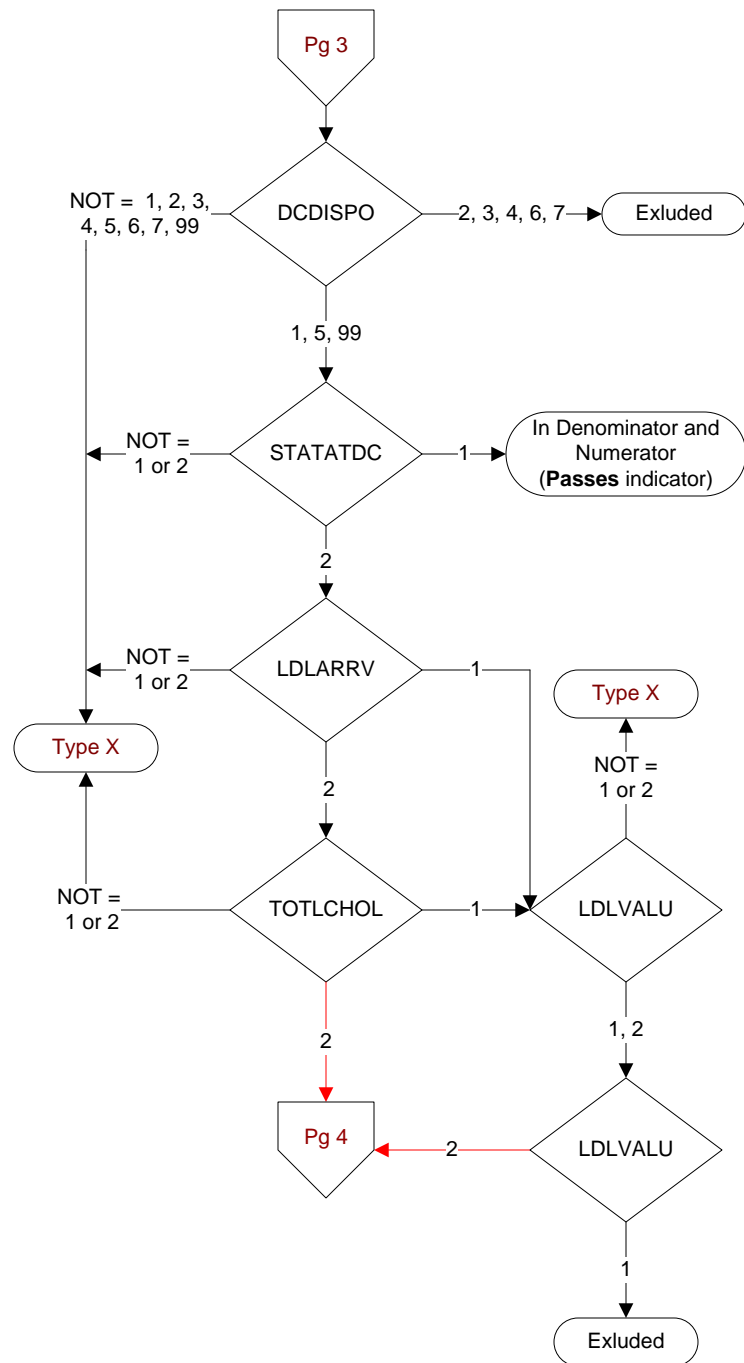 Pg 3
NOT = 1, 2, 3,
4, 5, 6, 7, 99
DCDISPO
2, 3, 4, 6, 7
Exluded
1, 5, 99
NOT =
1 or 2
STATATDC
1
In Denominator and
Numerator
(Passes indicator)
2
NOT =
1 or 2
LDLARRV
1
Type X
Type X
NOT =
1 or 2
2
NOT =
1 or 2
TOTLCHOL
1
LDLVALU
2
1, 2
Pg 4
2
LDLVALU
1
Exluded